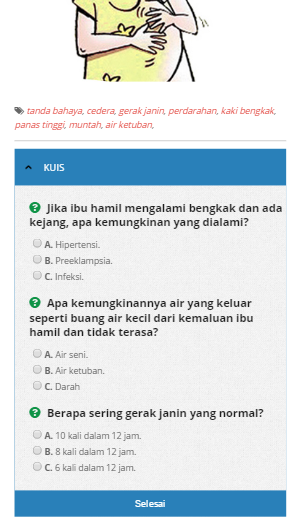 tanda bahaya, cedera, gerak janin, perdarahan, kaki bengkak,
panas tinggi, muntah, air ketuban,
KUIS
Jika ibu hamil mengalami bengkak dan ada
kejang, apa kemungkinan yang dialami?
A. Hipertensi.
B. Preeklampsia.
C. Infeksi.
Apa kemungkinannya air yang keluar
seperti buang air kecil dari kemaluan ibu
hamil dan tidak terasa?
A. Air seni.
B. Air ketuban.
C. Darah
Berapa sering gerak janin yang normal?
A. 10 kali dalam 12 jam.
B. 8 kali dalam 12 jam.
C. 6 kali dalam 12 jam.
Selesai